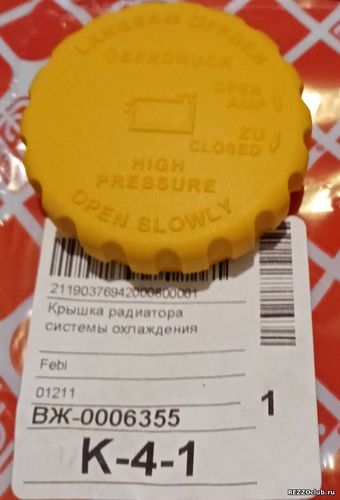 LANGSAM ÖFFNEN
ÜBERDRUCK
OPEN
AUF
ZU
CLOSED
HIGH
PRESSURE
OPEN SLOWLY
21190376942000800001
Крышка радиатора
системы охлаждения
Febi
01211
1
ВЖ-0006355
К-4-1
REZZOclub.ru